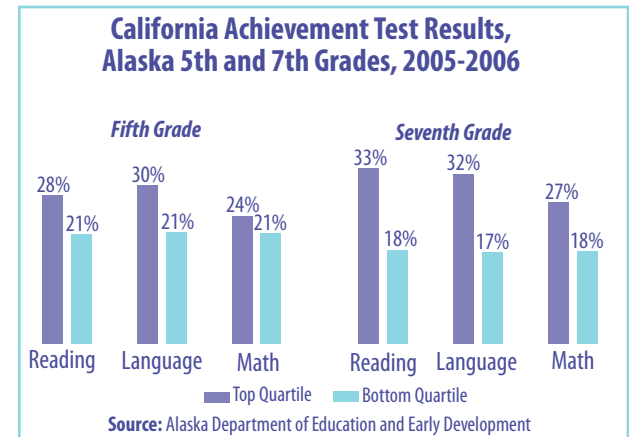 California Achievement Test Results,
Alaska 5th and 7th Grades, 2005-2006
Fifth Grade
28%
21%
30%
21%
24%
21%
Reading
Language
Math
Seventh Grade
33%
18%
32%
17%
27%
18%
Reading
Language
Math
Top Quartile
Bottom Quartile
Source: Alaska Department of Education and Early Development